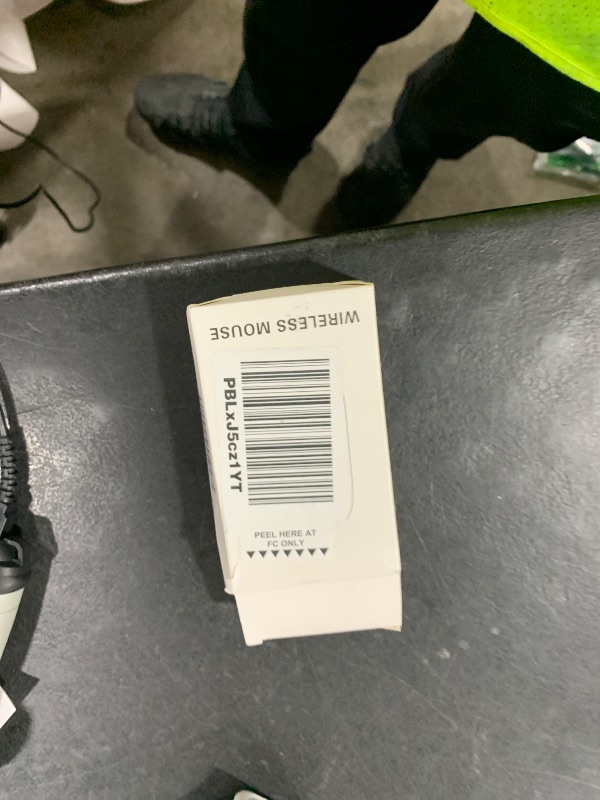 WIRELESS MOUSE
PBLxJ5cz1YT
PEEL HERE AT
FC ONLY